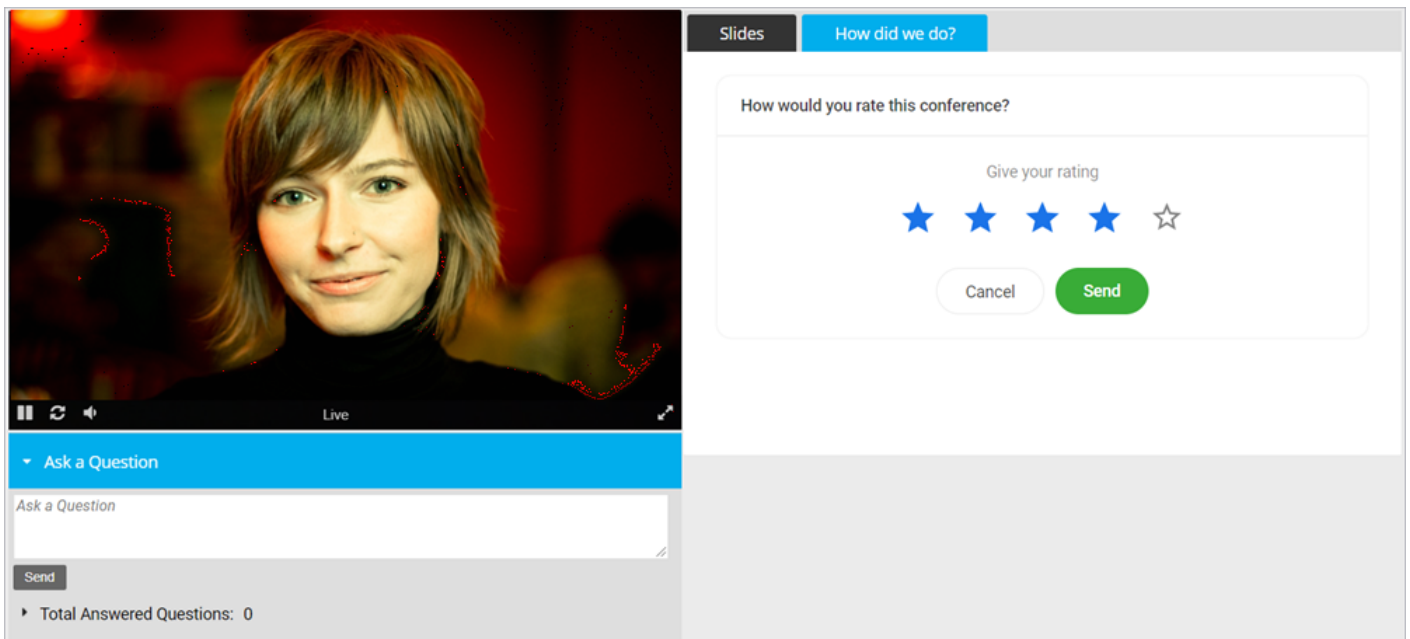 Slides
How did we do?
How would you rate this conference?
Give your rating
Cancel
Send
Live
Ask a Question
Ask a Question
Send
Total Answered Questions: 0